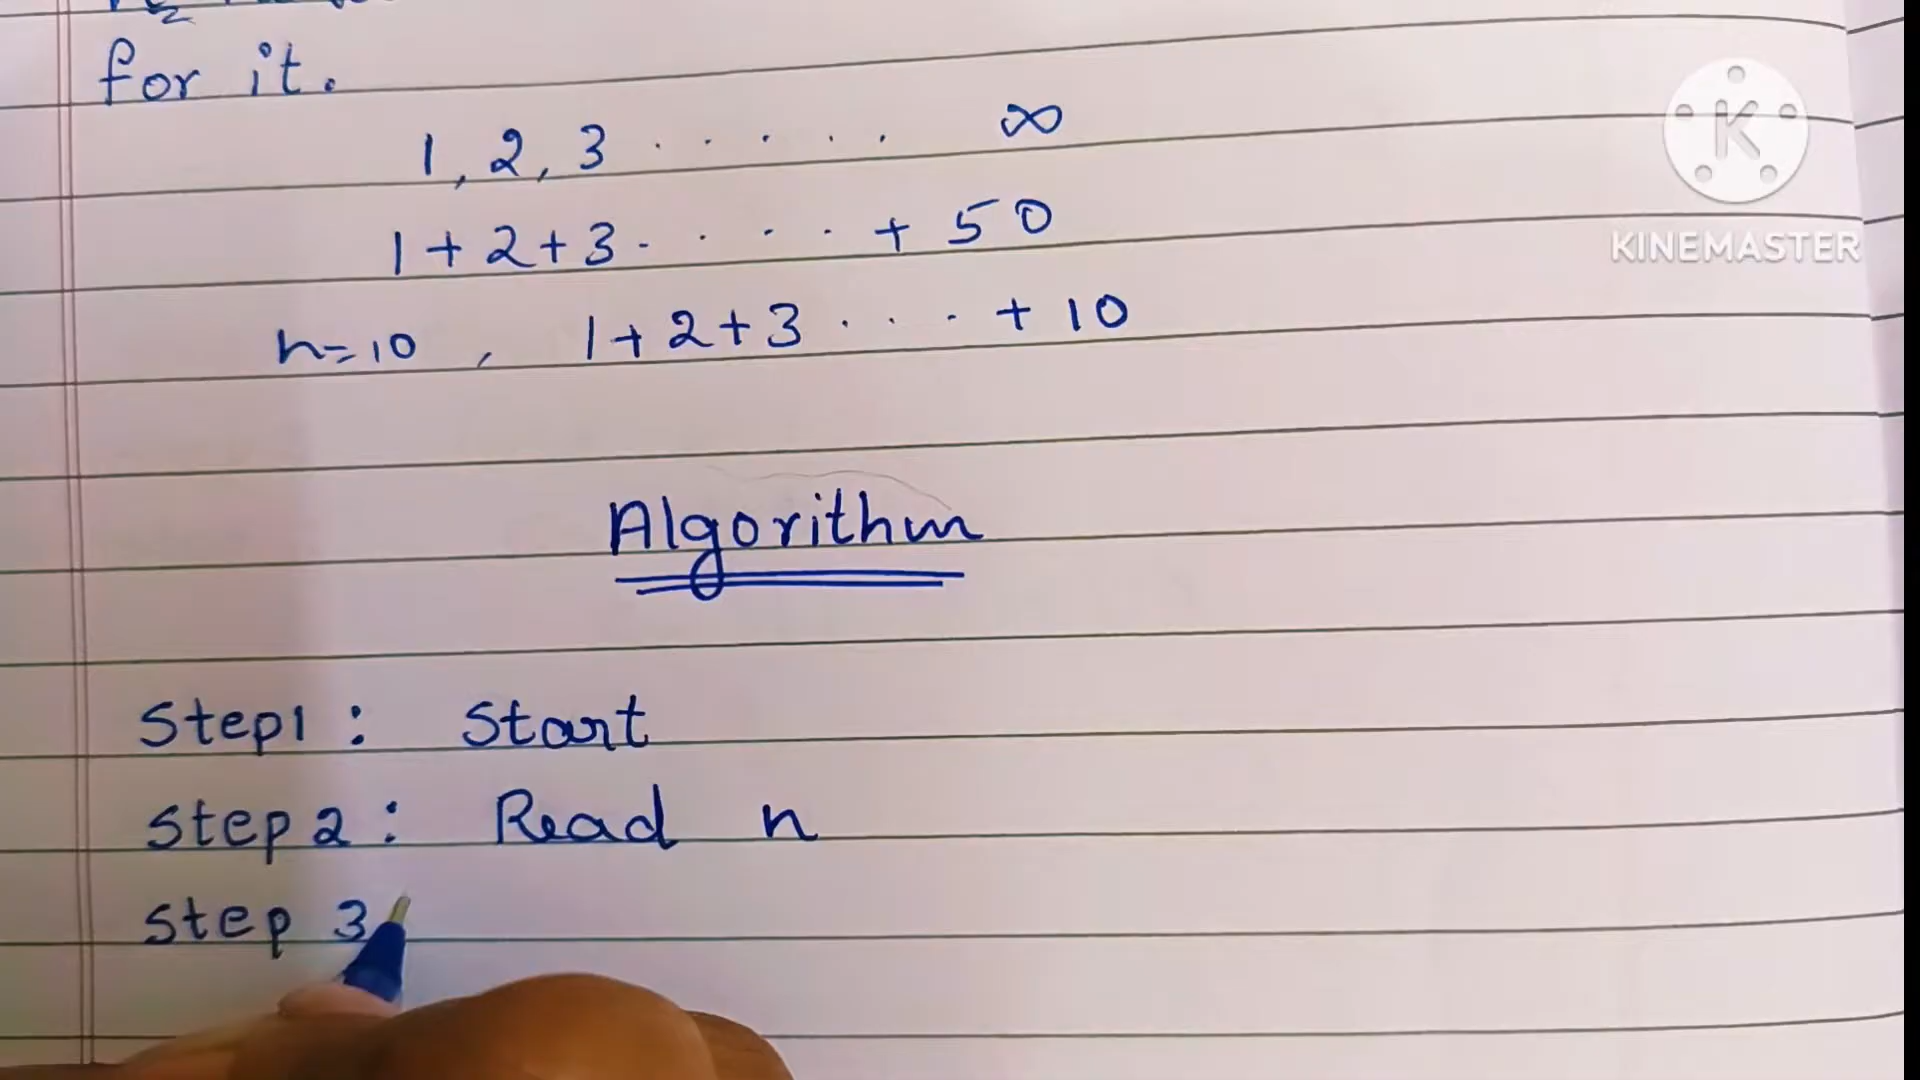 for it.
1, 2, 3 . . . . . ∞
1 + 2 + 3 . . . . . + 50
n=10 , 1 + 2 + 3 . . . + 10
Algorithm
Step1 : Start
Step 2 : Read n
Step 3
K
KINEMASTER